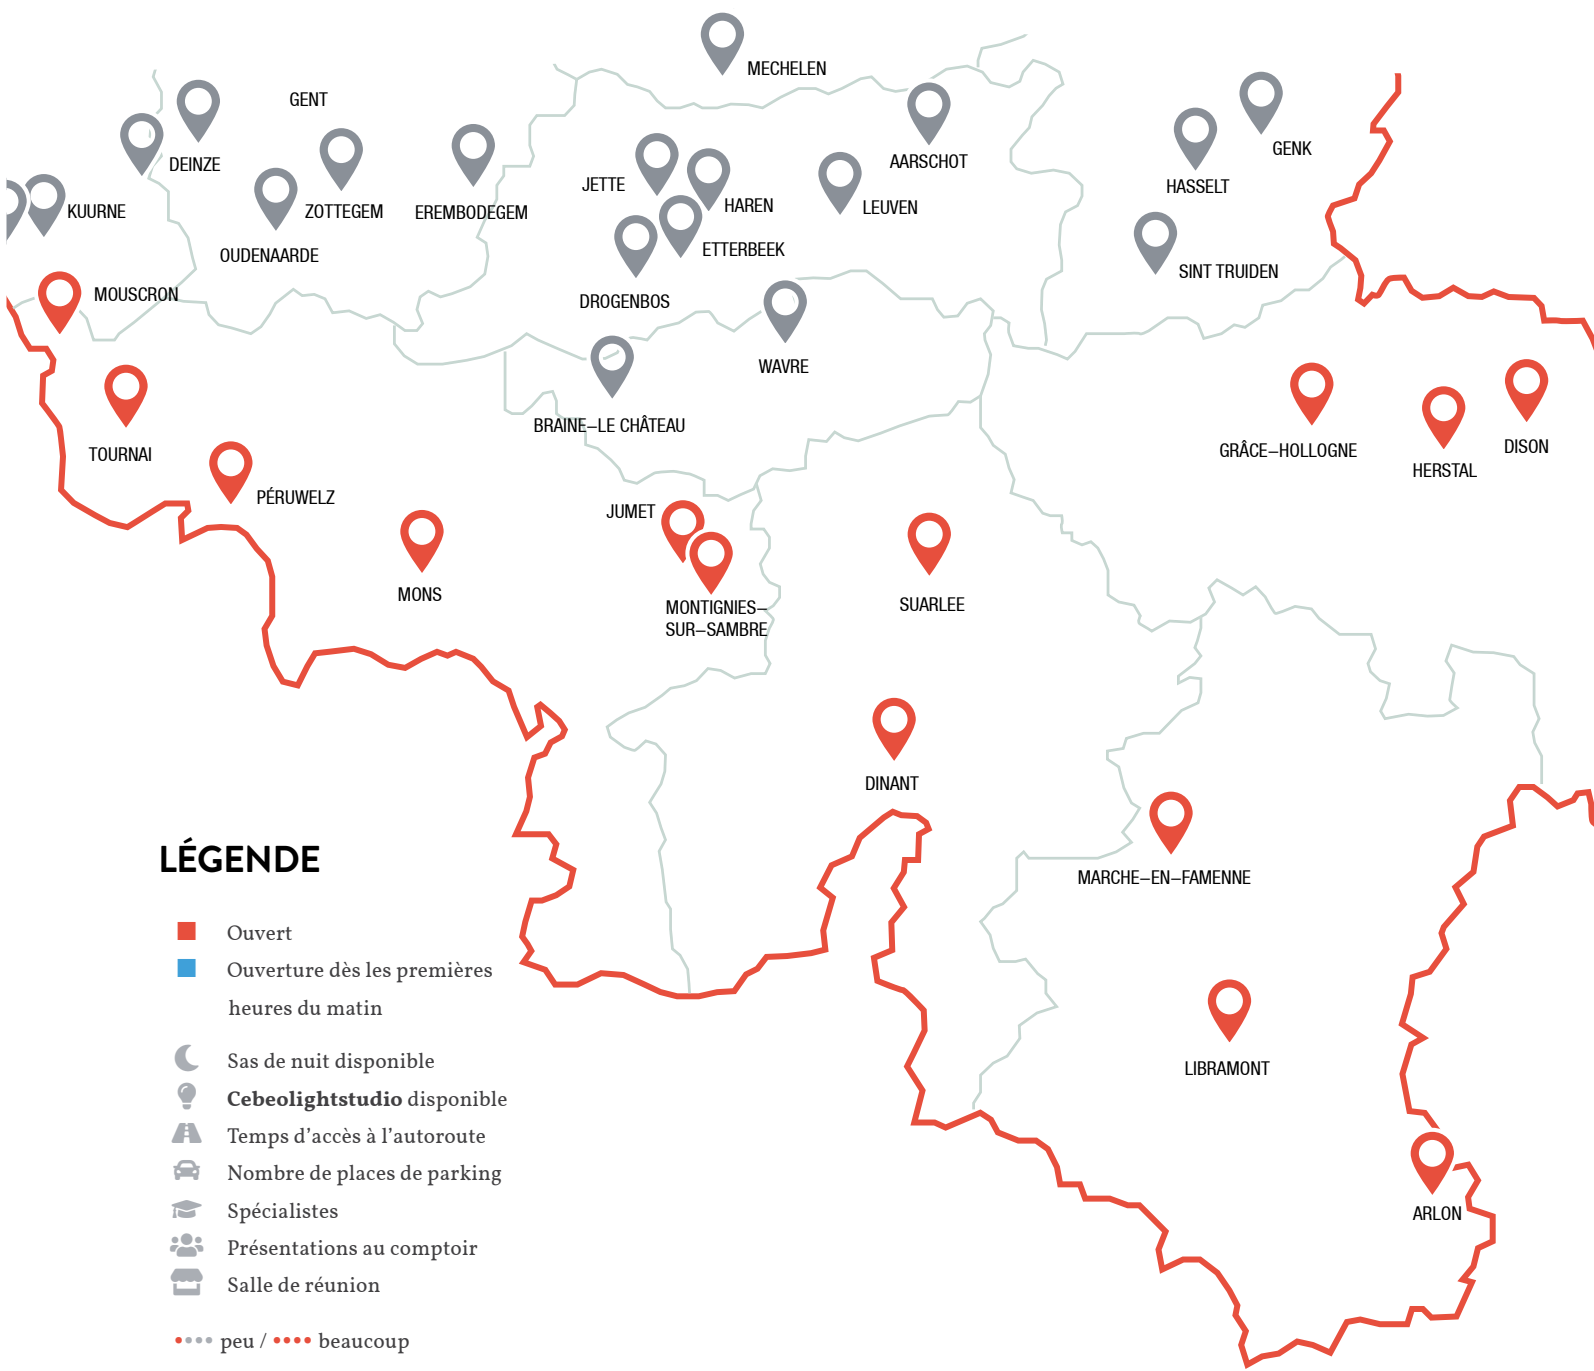 MECHELEN
GENT
DEINZE
AARSCHOT
GENK
JETTE
HASSELT
KUURNE
ZOTTEGEM
EREMBODEGEM
HAREN
LEUVEN
OUDENAARDE
ETTERBEEK
SINT TRUIDEN
MOUSCRON
DROGENBOS
WAVRE
BRAINE–LE CHÂTEAU
TOURNAI
GRÂCE–HOLLOGNE
DISON
HERSTAL
PÉRUWELZ
JUMET
MONS
MONTIGNIES–
SUR–SAMBRE
SUARLEE
DINANT
MARCHE–EN–FAMENNE
LIBRAMONT
ARLON
LÉGENDE
Ouvert
Ouverture dès les premières
heures du matin
Sas de nuit disponible
Cebeolightstudio disponible
Temps d’accès à l’autoroute
Nombre de places de parking
Spécialistes
Présentations au comptoir
Salle de réunion
•••• peu / •••• beaucoup